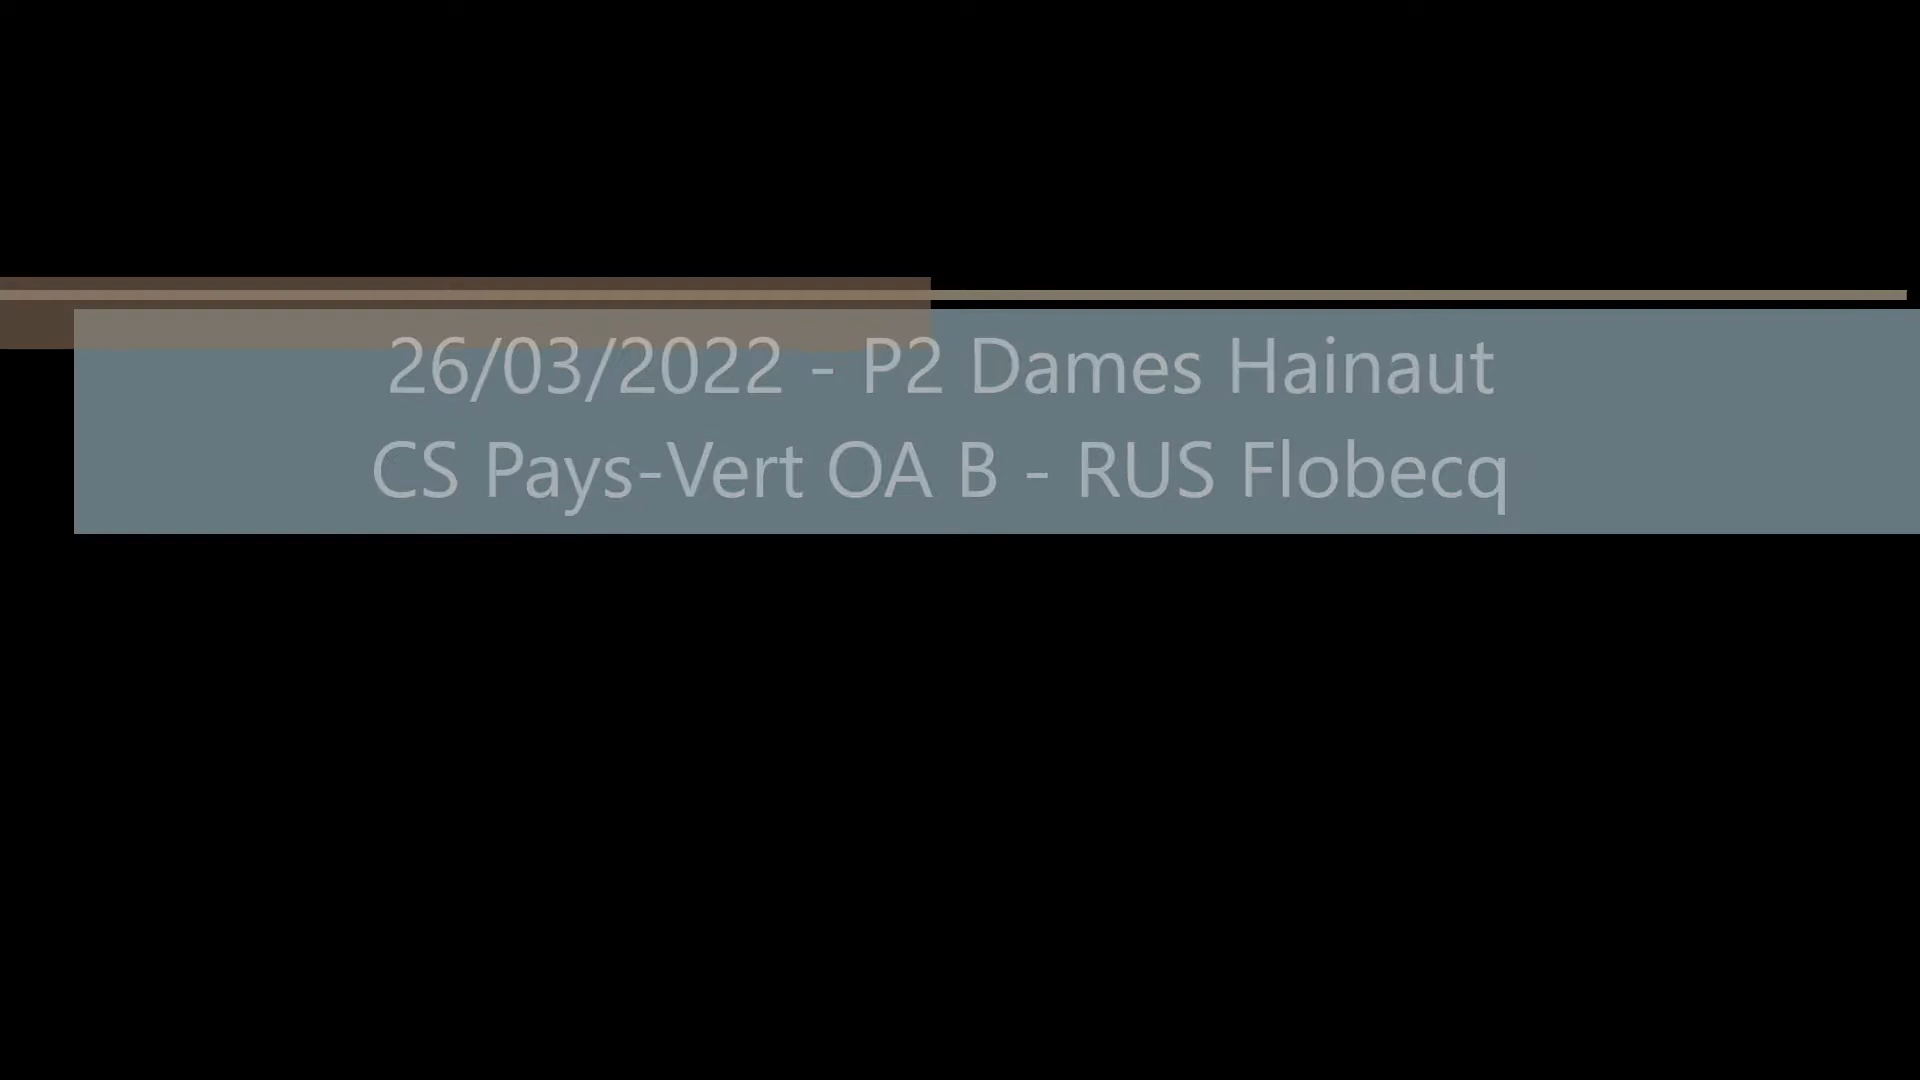 26/03/2022 - P2 Dames Hainaut
CS Pays-Vert OA B - RUS Flobecq